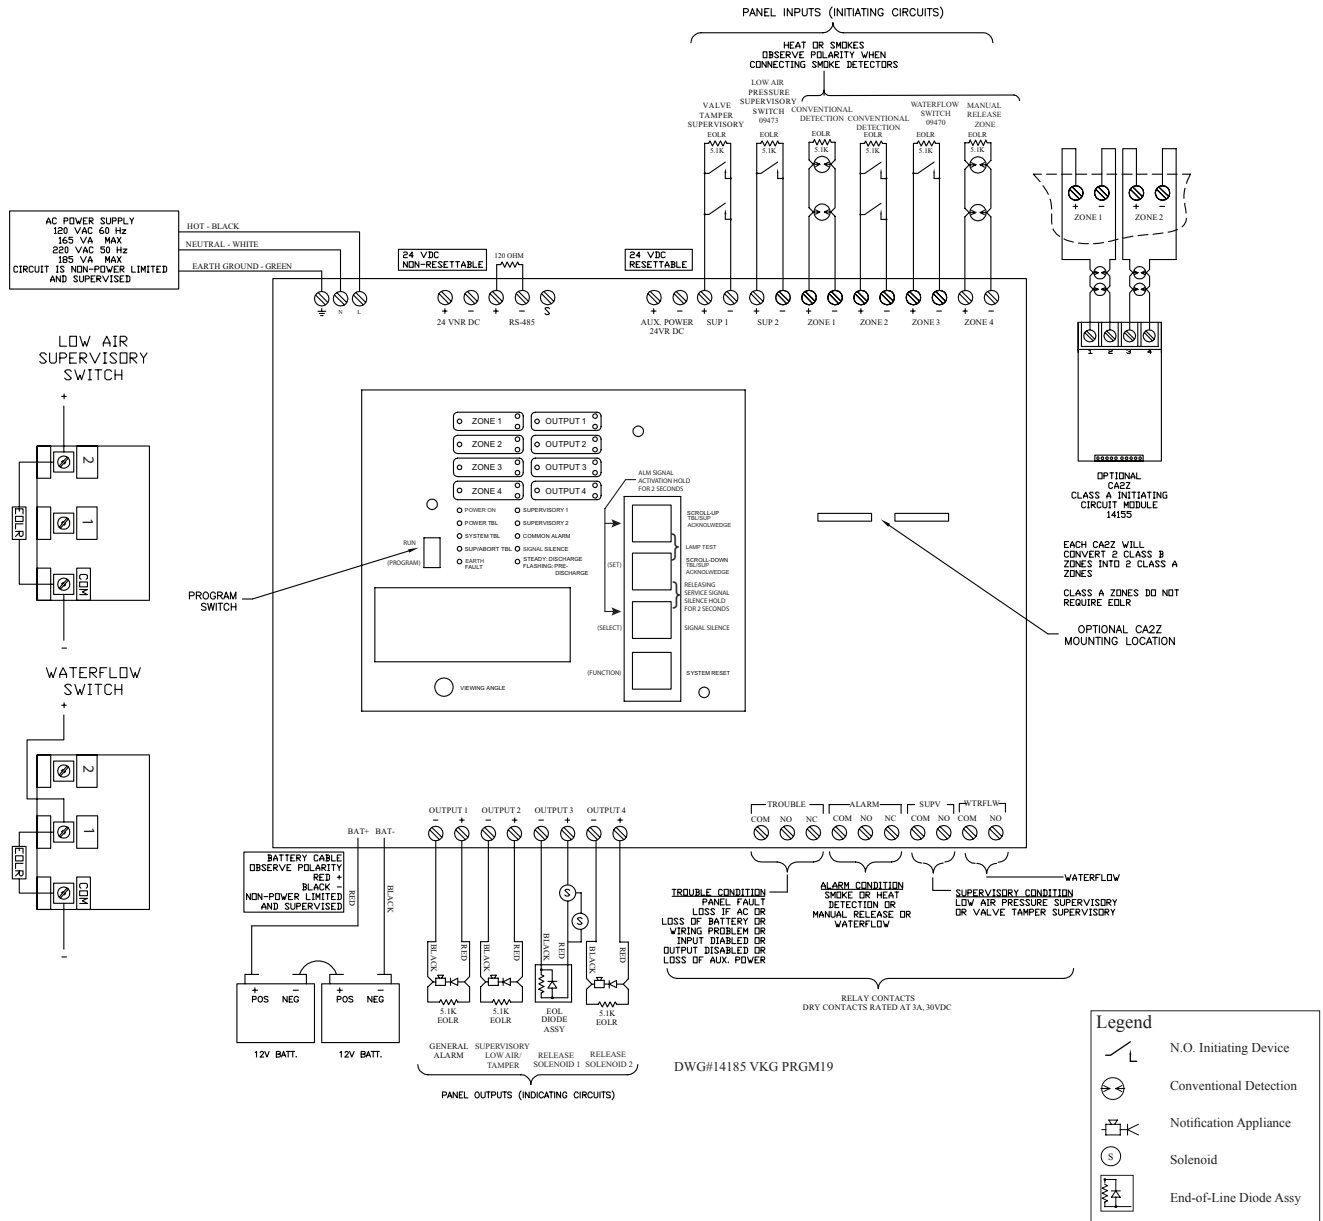 PANEL INPUTS (INITIATING CIRCUITS)
HEAT OR SMOKES
OBSERVE POLARITY WHEN
CONNECTING SMOKE DETECTORS
VALVE
TAMPER
SUPERVISORY
LOW AIR
PRESSURE
SUPERVISORY
SWITCH
09473
CONVENTIONAL
DETECTION
CONVENTIONAL
DETECTION
WATERFLOW
SWITCH
09470
MANUAL
RELEASE
ZONE
EOLR
5.1K
EOLR
5.1K
EOLR
5.1K
EOLR
5.1K
EOLR
5.1K
EOLR
5.1K
+ - + -
ZONE 1 ZONE 2
AC POWER SUPPLY
120 VAC 60 Hz
165 VA MAX
220 VAC 50 Hz
185 VA MAX
CIRCUIT IS NON-POWER LIMITED
AND SUPERVISED
HOT - BLACK
NEUTRAL - WHITE
EARTH GROUND - GREEN
24 VDC
NON-RESETTABLE
120 OHM
24 VDC
RESETTABLE
N L
+ - + - S
24 VNR DC RS-485
+ - + - + - + - + - + - + -
AUX. POWER
24VR DC
SUP 1 SUP 2 ZONE 1 ZONE 2 ZONE 3 ZONE 4
1 2 3 4
OPTIONAL
CA2Z
CLASS A INITIATING
CIRCUIT MODULE
14155
EACH CA2Z WILL
CONVERT 2 CLASS B
ZONES INTO 2 CLASS A
ZONES
CLASS A ZONES DO NOT
REQUIRE EOLR
OPTIONAL CA2Z
MOUNTING LOCATION
LOW AIR
SUPERVISORY
SWITCH
+
2
1
COM
EOLR
-
WATERFLOW
SWITCH
+
2
1
COM
EOLR
-
ZONE 1 OUTPUT 1
ZONE 2 OUTPUT 2
ZONE 3 OUTPUT 3
ZONE 4 OUTPUT 4
POWER ON SUPERVISORY 1
POWER TBL SUPERVISORY 2
SYSTEM TBL COMMON ALARM
SUP/ABORT TBL SIGNAL SILENCE
EARTH
FAULT
STEADY: DISCHARGE
FLASHING: PRE-
DISCHARGE
RUN
(PROGRAM)
PROGRAM
SWITCH
VIEWING ANGLE
ALM SIGNAL
ACTIVATION HOLD
FOR 2 SECONDS
SCROLL-UP
TBL/SUP
ACKNOLWEDGE
LAMP TEST
(SET)
SCROLL-DOWN
TBL/SUP
ACKNOLWEDGE
RELEASING
SERVICE SIGNAL
SILENCE HOLD
FOR 2 SECONDS
(SELECT)
SIGNAL SILENCE
(FUNCTION)
SYSTEM RESET
BAT+ BAT-
OUTPUT 1 OUTPUT 2 OUTPUT 3 OUTPUT 4
- + - + - + - +
TROUBLE ALARM SUPV WTRFLW
COM NO NC COM NO NC COM NO COM NO
BATTERY CABLE
OBSERVE POLARITY
RED +
BLACK -
NON-POWER LIMITED
AND SUPERVISED
RED
BLACK
+ - + -
POS NEG POS NEG
12V BATT. 12V BATT.
S
S
BLACK RED BLACK RED BLACK RED BLACK RED
5.1K
EOLR
5.1K
EOLR
EOL
DIODE
ASSY
5.1K
EOLR
GENERAL
ALARM
SUPERVISORY
LOW AIR/
TAMPER
RELEASE
SOLENOID 1
RELEASE
SOLENOID 2
PANEL OUTPUTS (INDICATING CIRCUITS)
TROUBLE CONDITION
PANEL FAULT
LOSS IF AC OR
LOSS OF BATTERY OR
WIRING PROBLEM OR
INPUT DIABLED OR
OUTPUT DISABLED OR
LOSS OF AUX. POWER
ALARM CONDITION
SMOKE OR HEAT
DETECTION OR
MANUAL RELEASE OR
WATERFLOW
WATERFLOW
SUPERVISORY CONDITION
LOW AIR PRESSURE SUPERVISORY
OR VALVE TAMPER SUPERVISORY
RELAY CONTACTS
DRY CONTACTS RATED AT 3A, 30VDC
DWG#14185 VKG PRGM19
Legend
N.O. Initiating Device
Conventional Detection
Notification Appliance
S
Solenoid
End-of-Line Diode Assy